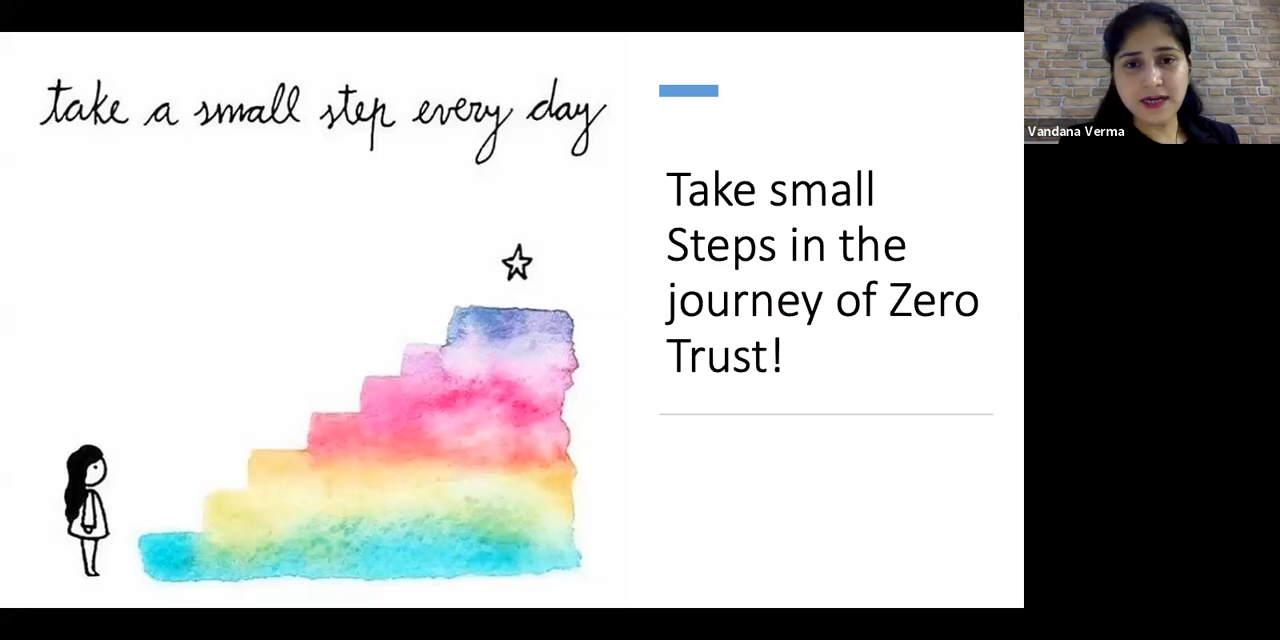 take a small step every day
Take small
Steps in the
journey of Zero
Trust!
Vandana Verma